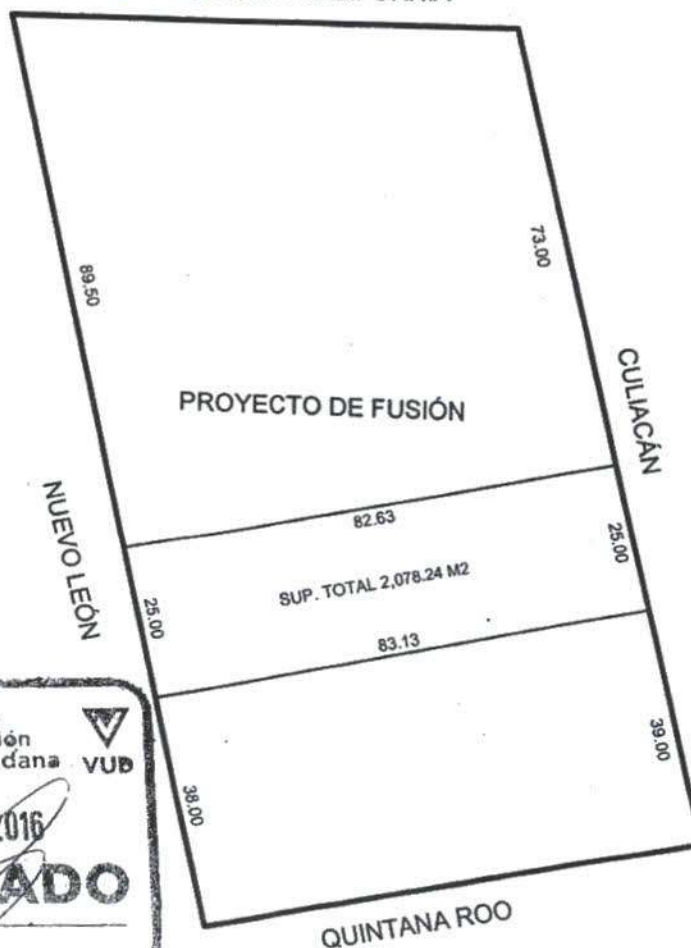 73.00
89.50
CULIACÁN
PROYECTO DE FUSIÓN
NUEVO LEÓN
82.63
25.00
SUP. TOTAL 2,078.24 M2
25.00
83.13
39.00
38.00
QUINTANA ROO
VUD
2016